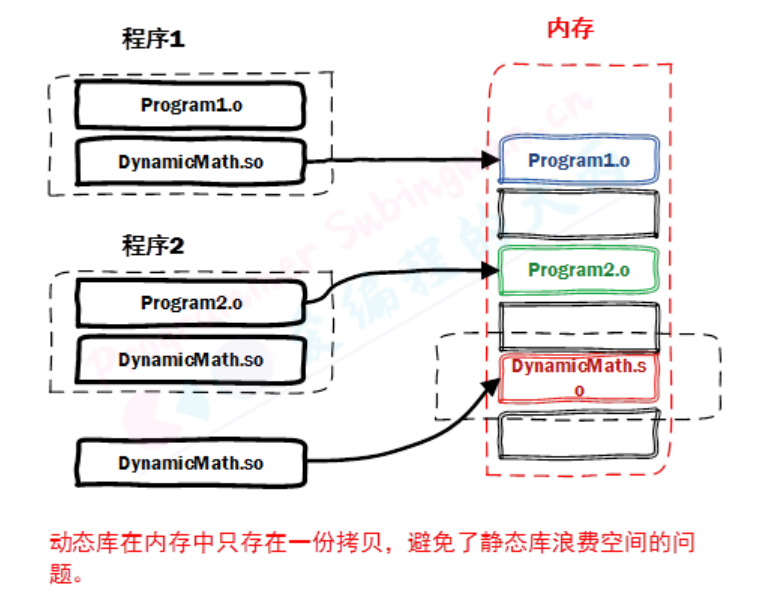 程序1
Program1.o
DynamicMath.so
程序2
Program2.o
DynamicMath.so
DynamicMath.so
内存
Program1.o
Program2.o
DynamicMath.s
o
动态库在内存中只存在一份拷贝，避免了静态库浪费空间的问
题。